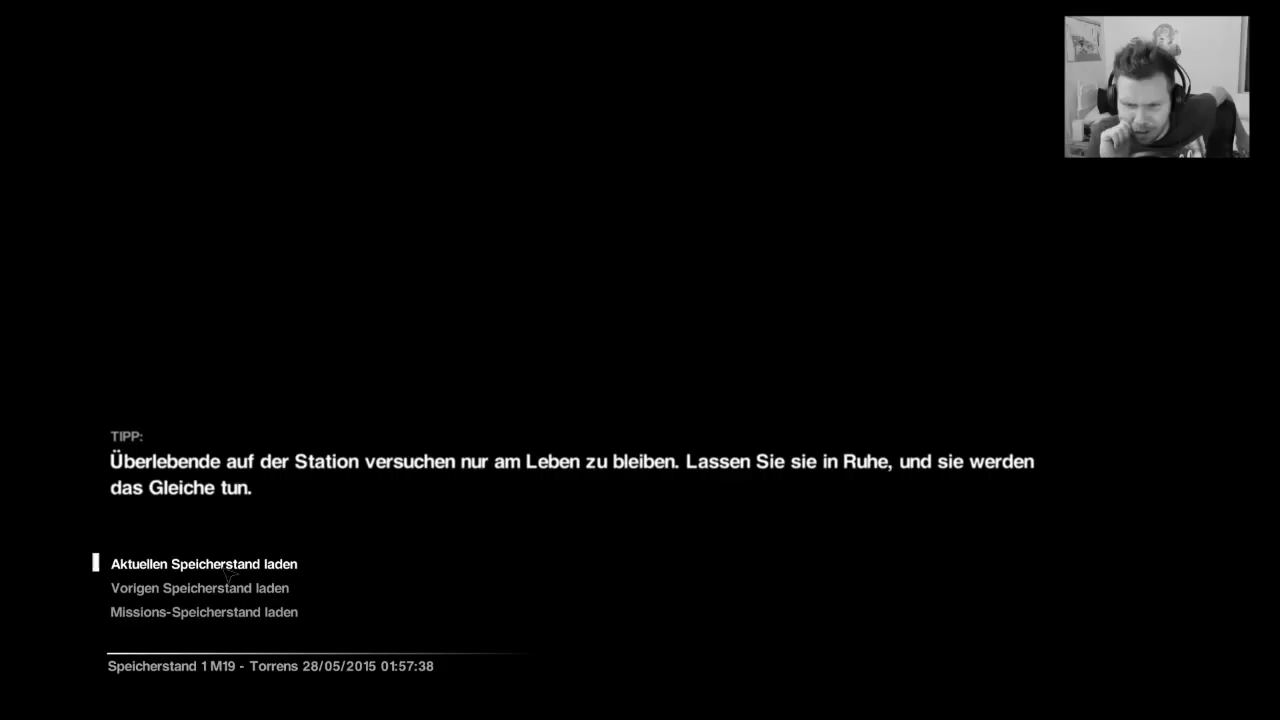 TIPP:
Überlebende auf der Station versuchen nur am Leben zu bleiben. Lassen Sie sie in Ruhe, und sie werden
das Gleiche tun.
Aktuellen Speicherstand laden
Vorigen Speicherstand laden
Missions-Speicherstand laden
Speicherstand 1 M19 - Torrens 28/05/2015 01:57:38